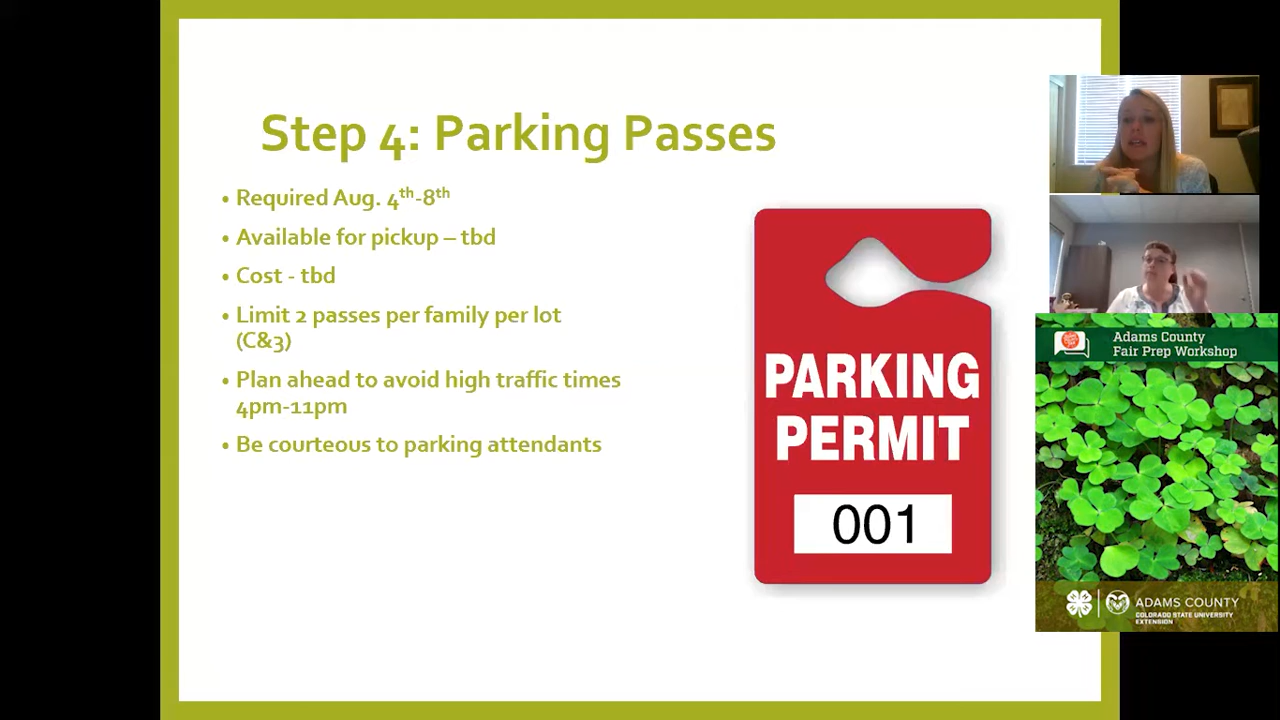 Step 4: Parking Passes
• Required Aug. 4th-8th
• Available for pickup – tbd
• Cost - tbd
• Limit 2 passes per family per lot
(C&3)
• Plan ahead to avoid high traffic times
4pm-11pm
• Be courteous to parking attendants
PARKING
PERMIT
001
Adams County
Fair Prep Workshop
ADAMS COUNTY
COLORADO STATE UNIVERSITY
EXTENSION